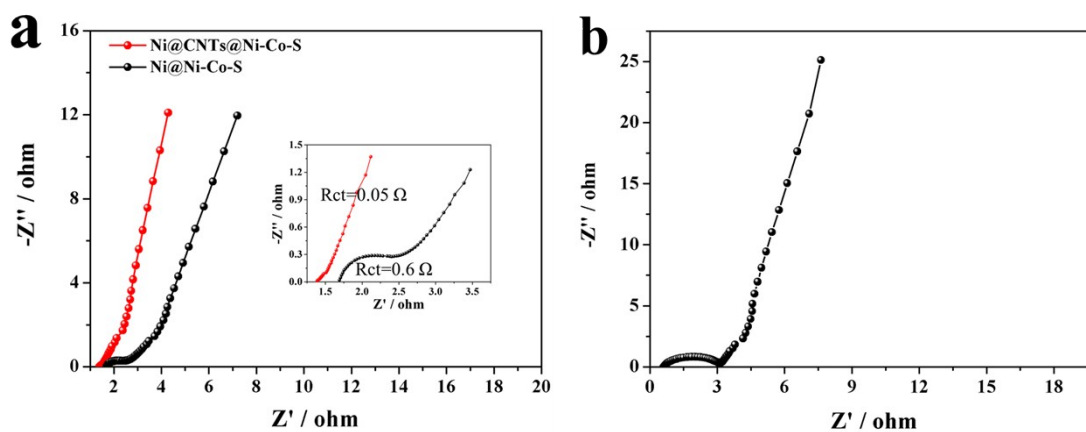 a
Ni@CNTs@Ni-Co-S
Ni@Ni-Co-S
16
12
8
4
0
-Z'' / ohm
2 4 6 8 10 12 14 16 18 20
Z' / ohm
1.5
1.2
0.9
0.6
0.3
0.0
-Z'' / ohm
Rct=0.05 Ω
Rct=0.6 Ω
1.5 2.0 2.5 3.0 3.5
Z' / ohm
b
25
20
15
10
5
0
-Z'' / ohm
0 3 6 9 12 15 18
Z' / ohm